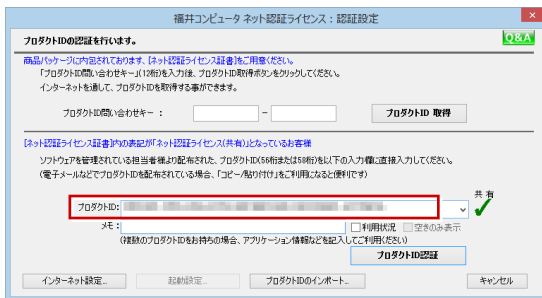 福井コンピュータ ネット認証ライセンス：認証設定
×
プロダクトIDの認証を行います。
Q&A
商品パッケージに内包されております、【ネット認証ライセンス証書】をご用意ください。
「プロダクトID問い合わせキー」(12桁)を入力後、プロダクトID取得ボタンをクリックしてください。
インターネットを通して、プロダクトIDを取得する事ができます。
プロダクトID問い合わせキー ：
－
プロダクトID 取得
【ネット認証ライセンス証書】内の表記が「ネット認証ライセンス(共有)」となっているお客様
ソフトウェアを管理されている担当者様より配布された、プロダクトID(56桁または58桁)を以下の入力欄に直接入力してください。
(電子メールなどでプロダクトIDを配布されている場合、「コピー/貼り付け」をご利用になると便利です)
共有
プロダクトID:
メモ:
利用状況 空きのみ表示
(複数のプロダクトIDをお持ちの場合、アプリケーション情報などを記入してご利用ください)
プロダクトID認証
インターネット設定...
起動設定...
プロダクトIDのインポート...
キャンセル